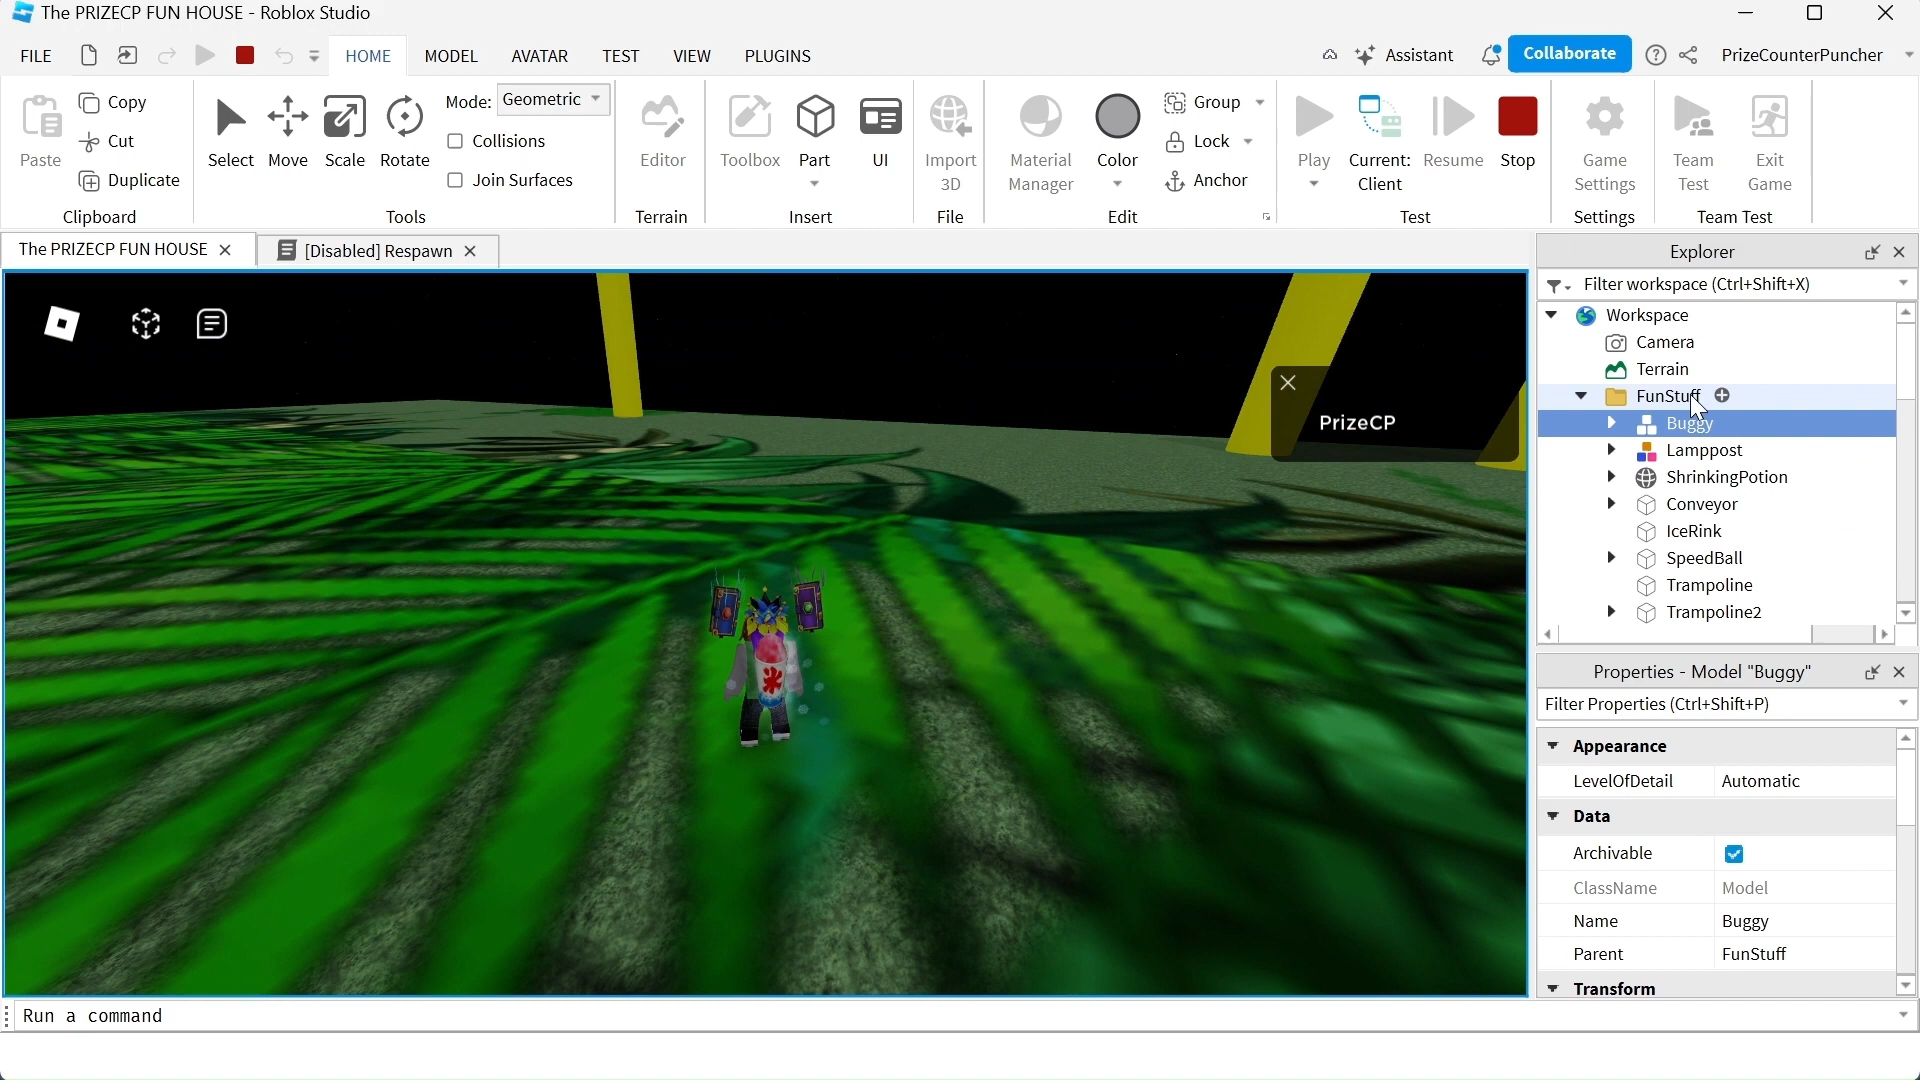 The PRIZECP FUN HOUSE - Roblox Studio
FILE HOME MODEL AVATAR TEST VIEW PLUGINS Assistant Collaborate PrizeCounterPuncher
Paste Copy Cut Duplicate
Clipboard
Select Move Scale Rotate
Mode: Geometric
Collisions
Join Surfaces
Tools
Editor
Terrain
Toolbox Part UI
Insert
Import 3D
File
Material Manager
Color
Group
Lock
Anchor
Edit
Play
Current: Client
Resume
Stop
Test
Game Settings
Settings
Team Test
Exit Game
Team Test
The PRIZECP FUN HOUSE
[Disabled] Respawn
PrizeCP
氷
Explorer
Filter workspace (Ctrl+Shift+X)
Workspace
Camera
Terrain
FunStuff
Buggy
Lamppost
ShrinkingPotion
Conveyor
IceRink
SpeedBall
Trampoline
Trampoline2
Properties - Model "Buggy"
Filter Properties (Ctrl+Shift+P)
Appearance
LevelOfDetail Automatic
Data
Archivable
ClassName Model
Name Buggy
Parent FunStuff
Transform
Run a command